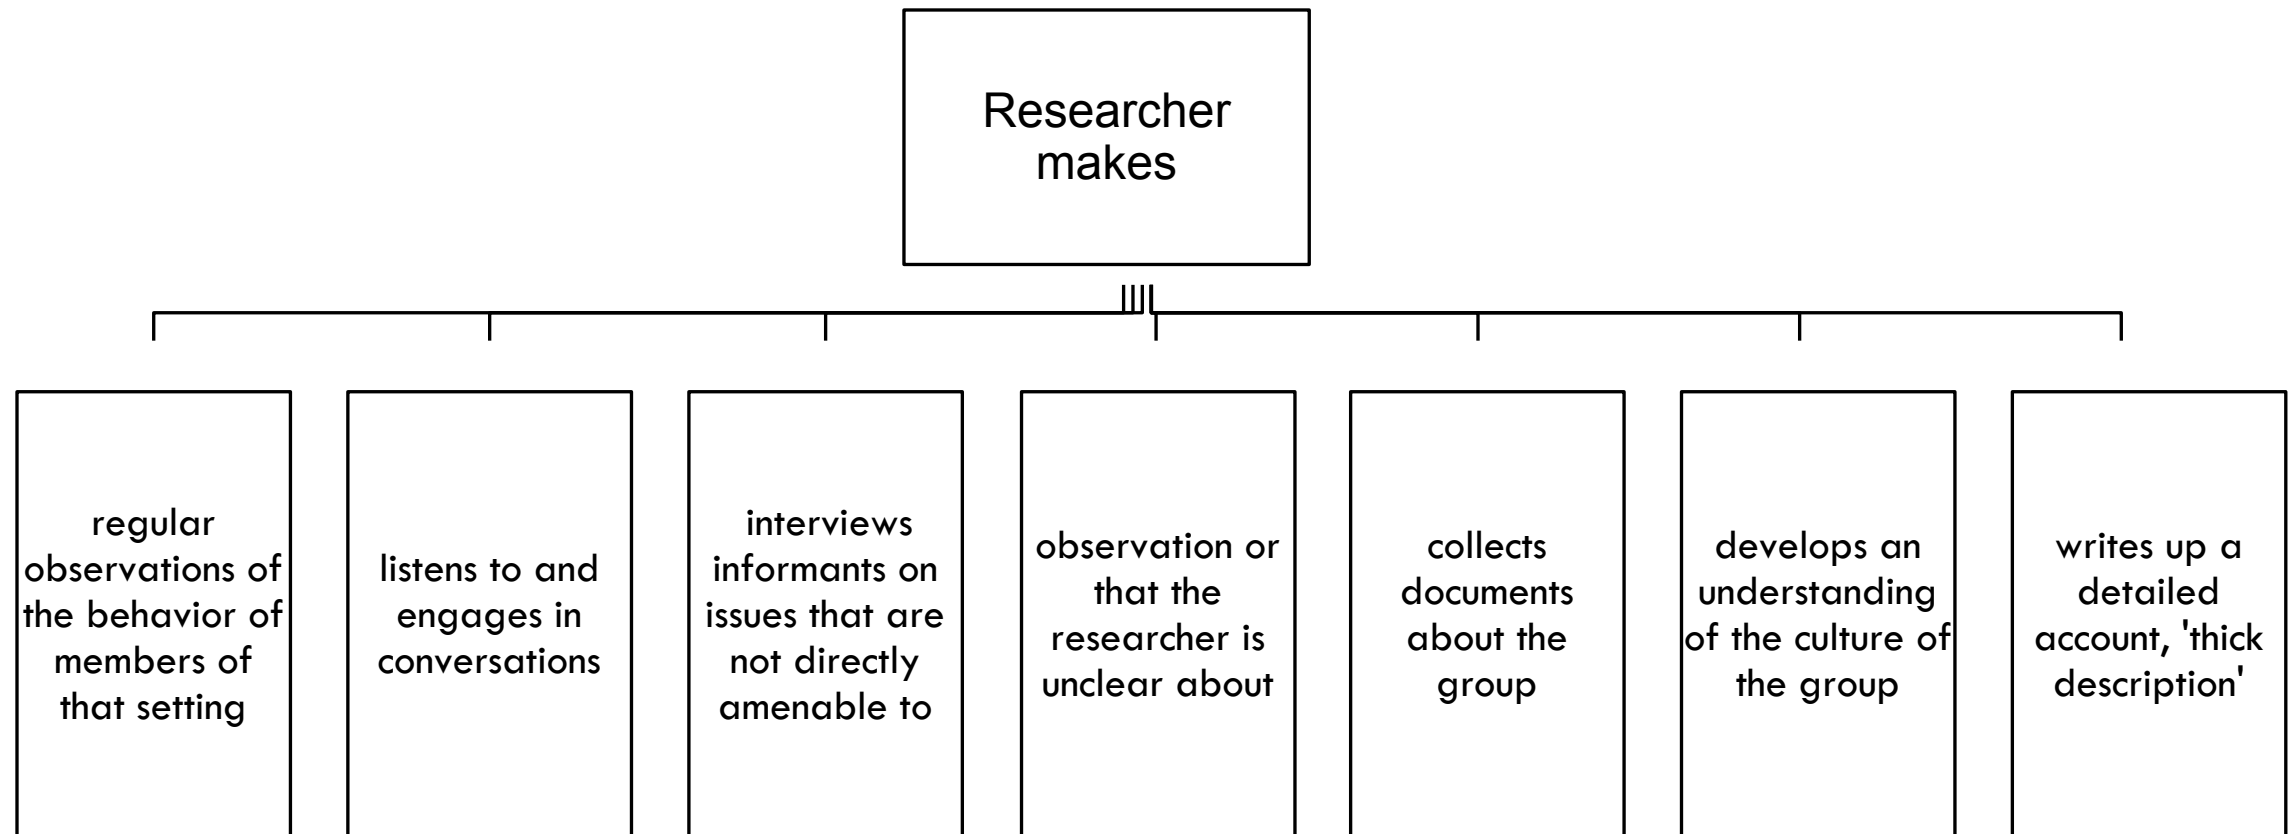 Researcher
makes
regular
observations of
the behavior of
members of
that setting
listens to and
engages in
conversations
interviews
informants on
issues that are
not directly
amenable to
observation or
that the
researcher is
unclear about
collects
documents
about the
group
develops an
understanding
of the culture of
the group
writes up a
detailed
account, 'thick
description'